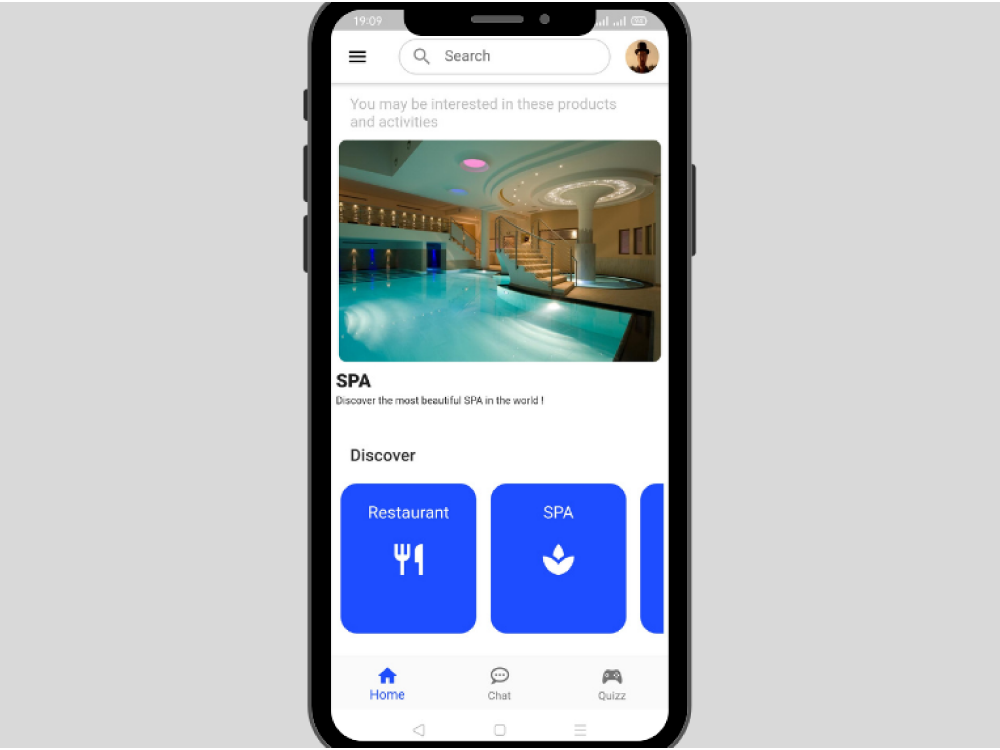 19:09
Search
You may be interested in these products
and activities
SPA
Discover the most beautiful SPA in the world !
Discover
Restaurant
SPA
Home
Chat
Quizz